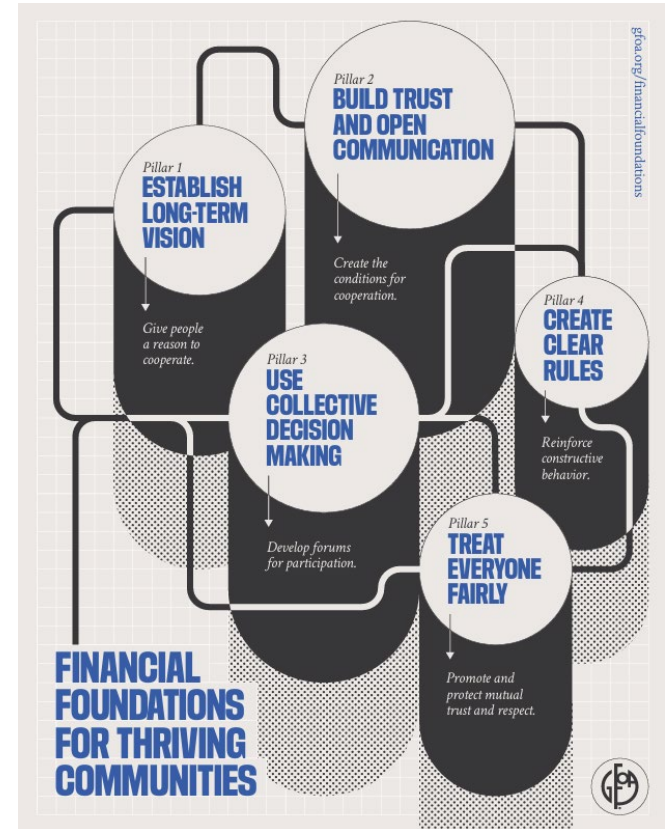 gfoa.org/financialfoundations
Pillar 1
ESTABLISH
LONG-TERM
VISION
Give people
a reason to
cooperate.
Pillar 2
BUILD TRUST
AND OPEN
COMMUNICATION
Create the
conditions for
cooperation.
Pillar 3
USE
COLLECTIVE
DECISION
MAKING
Develop forums
for participation.
Pillar 4
CREATE
CLEAR
RULES
Reinforce
constructive
behavior.
Pillar 5
TREAT
EVERYONE
FAIRLY
Promote and
protect mutual
trust and respect.
FINANCIAL
FOUNDATIONS
FOR THRIVING
COMMUNITIES
GFOA